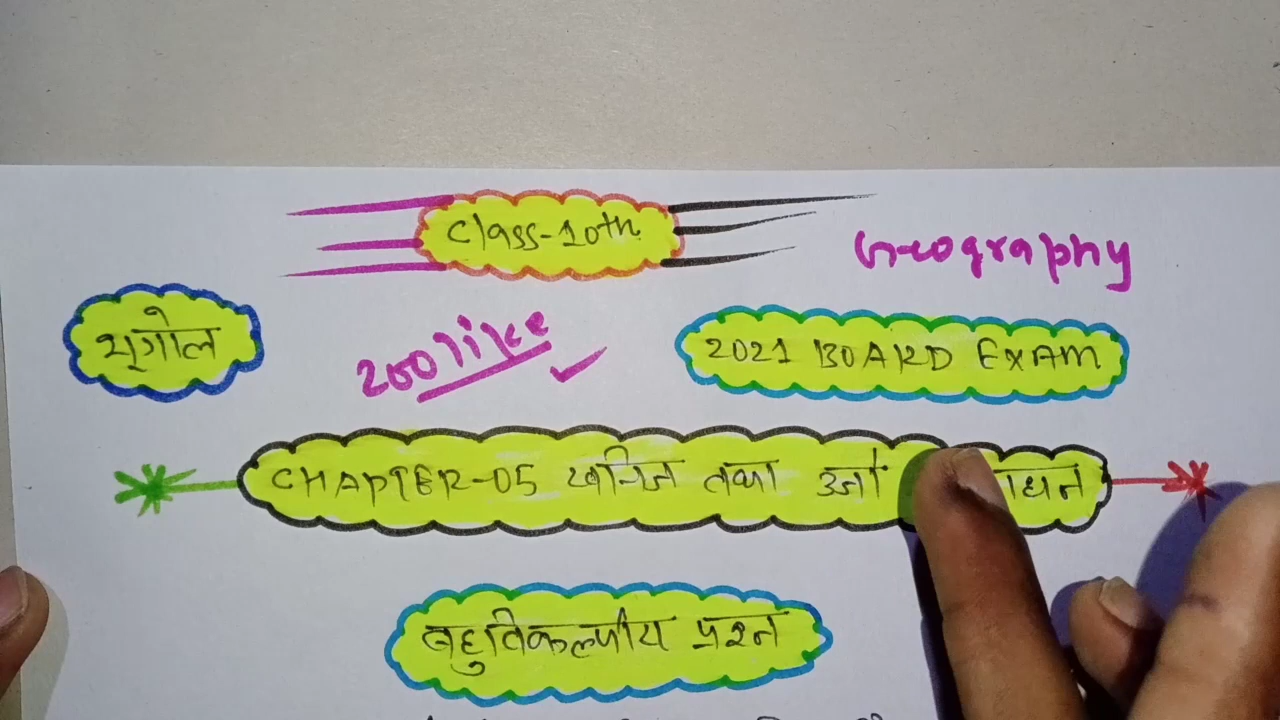 Class-10th
Geography
भूगोल
200 like
2021 BOARD EXAM
CHAPTER-05 खनिज तथा ऊर्जा
बहुविकल्पीय प्रश्न